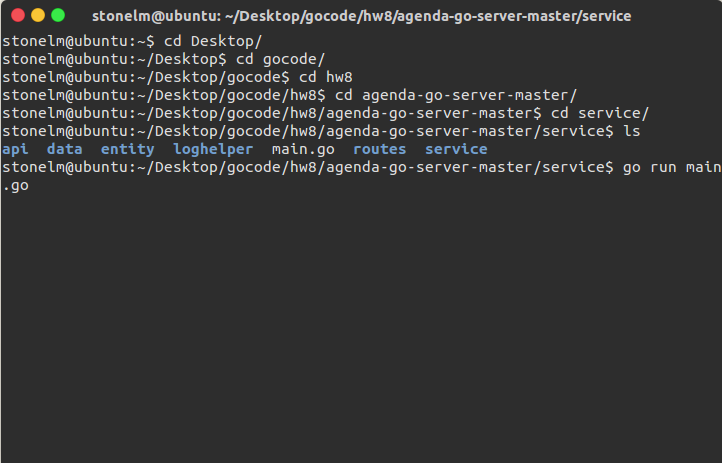 stonelm@ubuntu: ~/Desktop/gocode/hw8/agenda-go-server-master/service
stonelm@ubuntu:~$ cd Desktop/
stonelm@ubuntu:~/Desktop$ cd gocode/
stonelm@ubuntu:~/Desktop/gocode$ cd hw8
stonelm@ubuntu:~/Desktop/gocode/hw8$ cd agenda-go-server-master/
stonelm@ubuntu:~/Desktop/gocode/hw8/agenda-go-server-master$ cd service/
stonelm@ubuntu:~/Desktop/gocode/hw8/agenda-go-server-master/service$ ls
api  data  entity  loghelper  main.go  routes  service
stonelm@ubuntu:~/Desktop/gocode/hw8/agenda-go-server-master/service$ go run main
.go